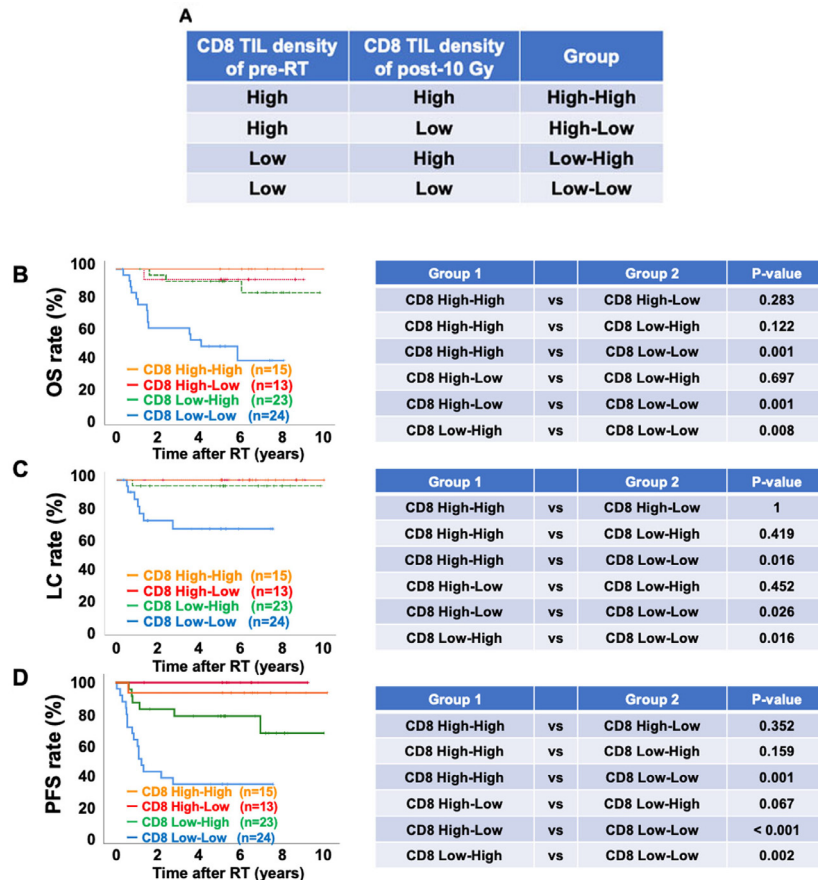 A
CD8 TIL density of pre-RT CD8 TIL density of post-10 Gy Group
High High High-High
High Low High-Low
Low High Low-High
Low Low Low-Low
B
OS rate (%)
100
80
60
40
20
0
CD8 High-High (n=15)
CD8 High-Low (n=13)
CD8 Low-High (n=23)
CD8 Low-Low (n=24)
0 2 4 6 8 10
Time after RT (years)
Group 1 Group 2 P-value
CD8 High-High vs CD8 High-Low 0.283
CD8 High-High vs CD8 Low-High 0.122
CD8 High-High vs CD8 Low-Low 0.001
CD8 High-Low vs CD8 Low-High 0.697
CD8 High-Low vs CD8 Low-Low 0.001
CD8 Low-High vs CD8 Low-Low 0.008
C
LC rate (%)
100
80
60
40
20
0
CD8 High-High (n=15)
CD8 High-Low (n=13)
CD8 Low-High (n=23)
CD8 Low-Low (n=24)
0 2 4 6 8 10
Time after RT (years)
Group 1 Group 2 P-value
CD8 High-High vs CD8 High-Low 1
CD8 High-High vs CD8 Low-High 0.419
CD8 High-High vs CD8 Low-Low 0.016
CD8 High-Low vs CD8 Low-High 0.452
CD8 High-Low vs CD8 Low-Low 0.026
CD8 Low-High vs CD8 Low-Low 0.016
D
PFS rate (%)
100
80
60
40
20
0
CD8 High-High (n=15)
CD8 High-Low (n=13)
CD8 Low-High (n=23)
CD8 Low-Low (n=24)
0 2 4 6 8 10
Time after RT (years)
Group 1 Group 2 P-value
CD8 High-High vs CD8 High-Low 0.352
CD8 High-High vs CD8 Low-High 0.159
CD8 High-High vs CD8 Low-Low 0.001
CD8 High-Low vs CD8 Low-High 0.067
CD8 High-Low vs CD8 Low-Low < 0.001
CD8 Low-High vs CD8 Low-Low 0.002